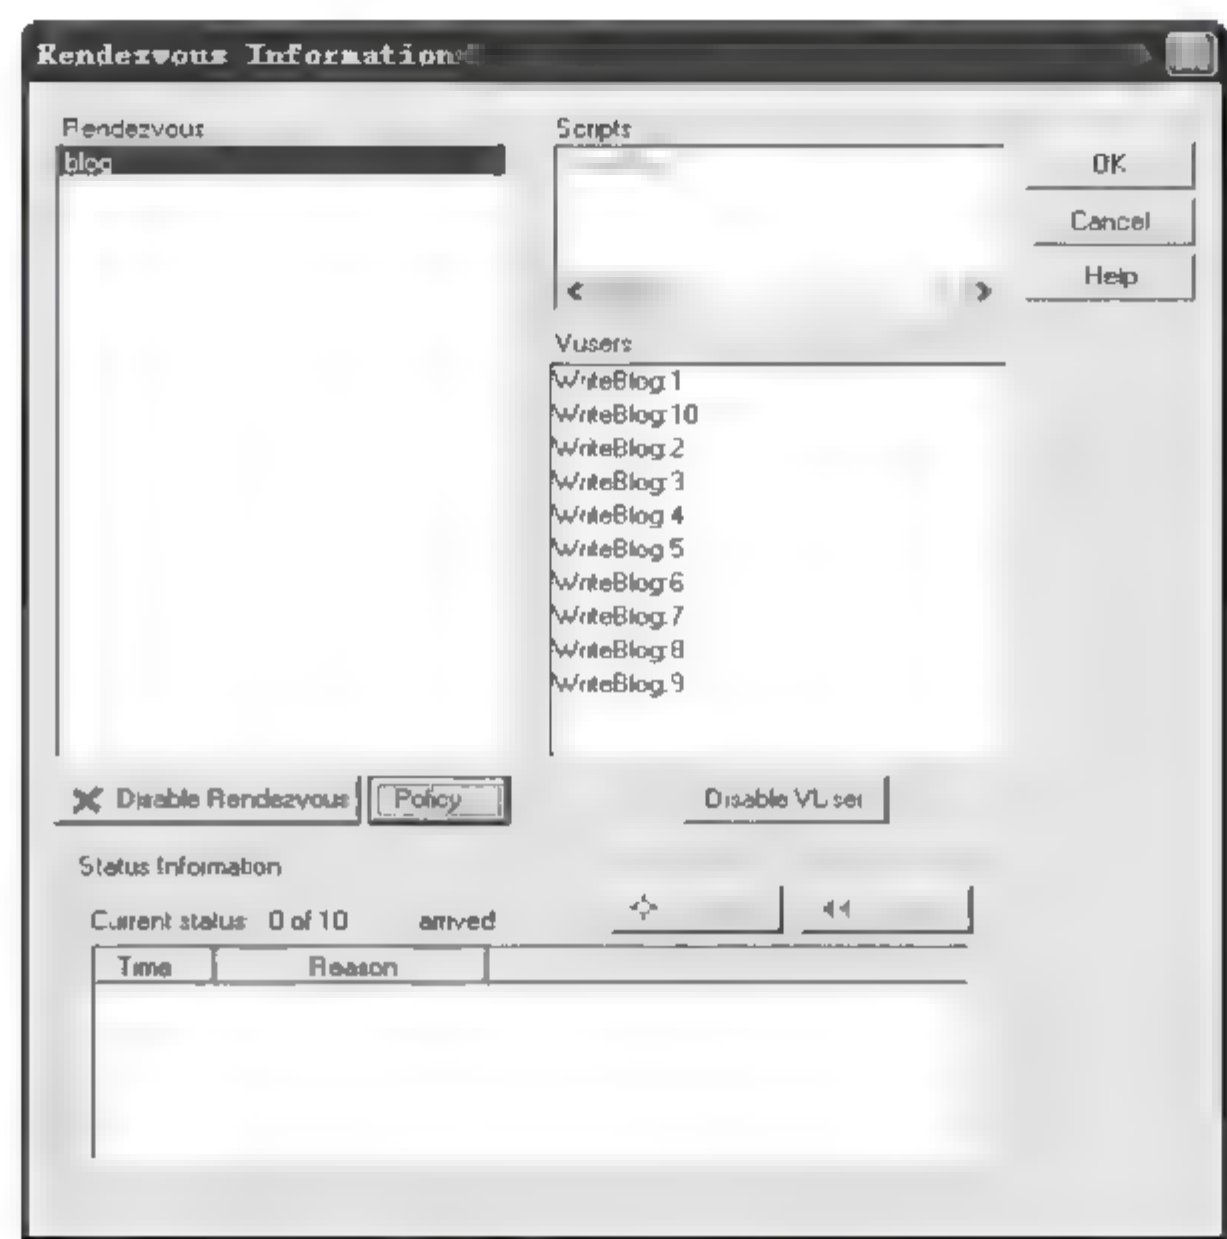 Rendezvous Information
Rendezvous
blog
Scripts
OK
Cancel
Help
Vusers
WriteBlog:1
WriteBlog:10
WriteBlog:2
WriteBlog:3
WriteBlog:4
WriteBlog:5
WriteBlog:6
WriteBlog:7
WriteBlog:8
WriteBlog:9
Disable Rendezvous
Policy
Disable VUser
Status Information
Current status: 0 of 10 arrived
Time Reason